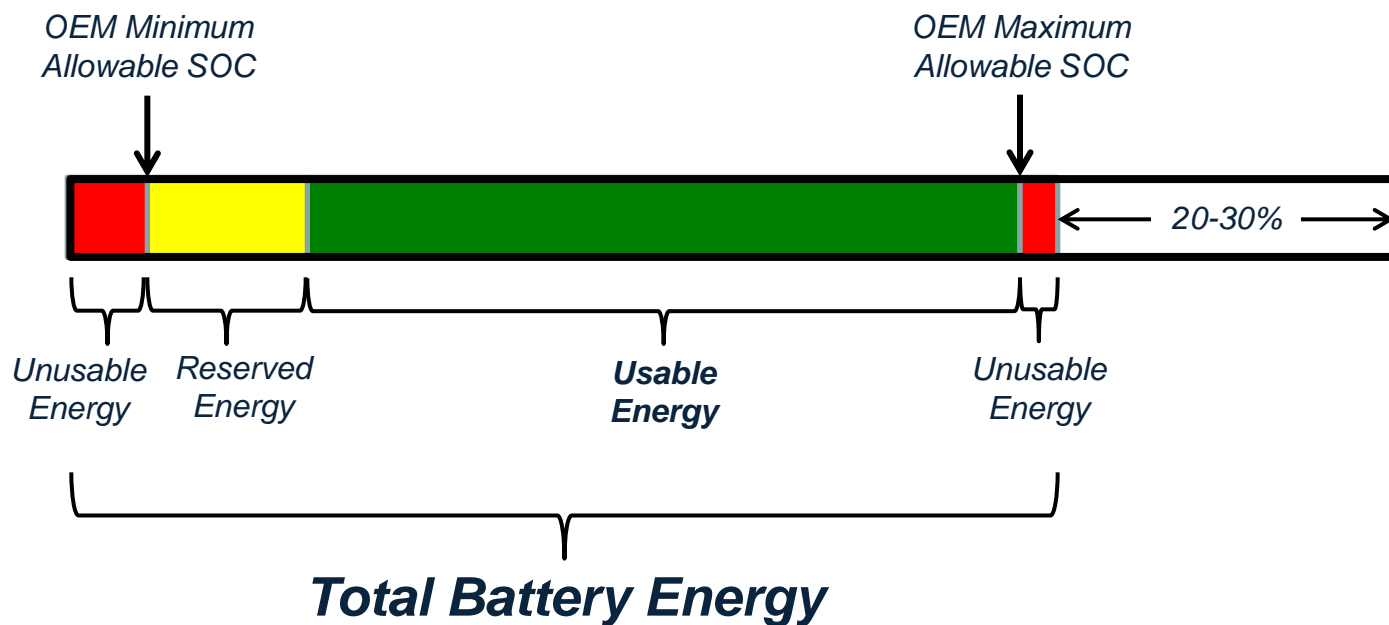 OEM Minimum
Allowable SOC
OEM Maximum
Allowable SOC
20-30%
Unusable
Energy
Reserved
Energy
Usable
Energy
Unusable
Energy
Total Battery Energy